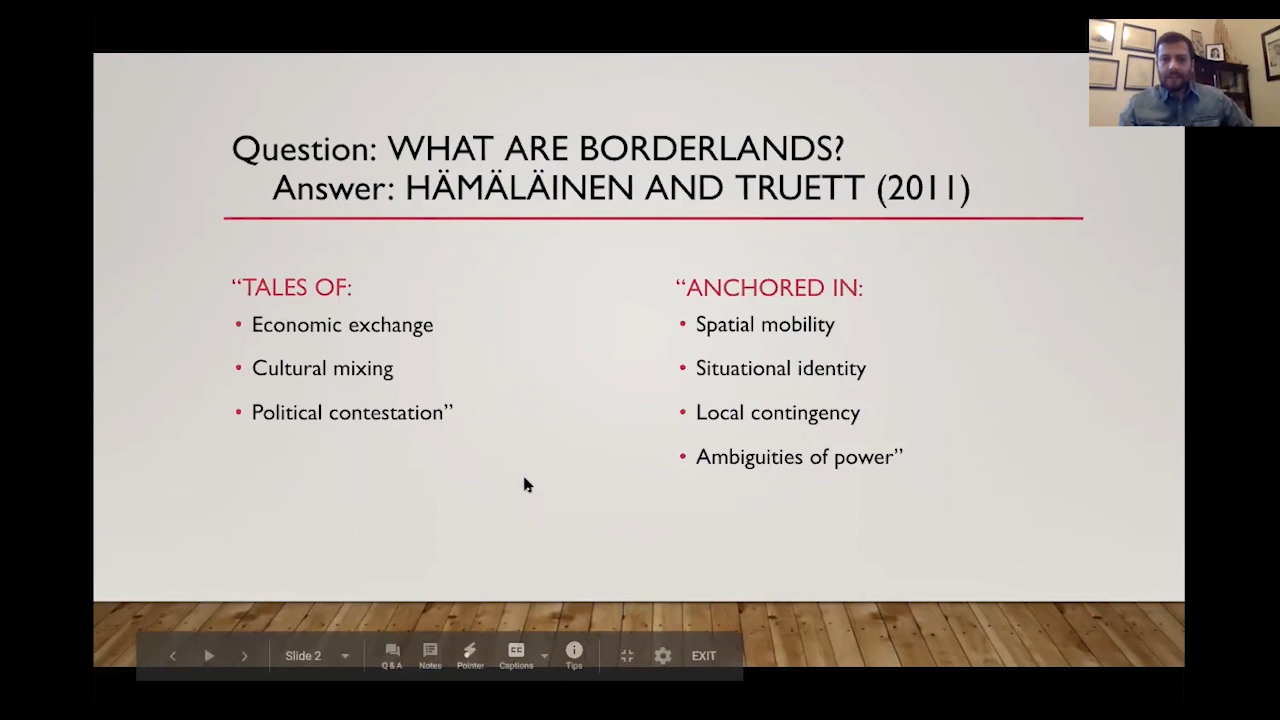 Question: WHAT ARE BORDERLANDS?
Answer: HÄMÄLÄINEN AND TRUETT (2011)
“TALES OF:
• Economic exchange
• Cultural mixing
• Political contestation”
“ANCHORED IN:
• Spatial mobility
• Situational identity
• Local contingency
• Ambiguities of power”
Slide 2
Q & A
Notes
Pointer
Captions
Tips
EXIT